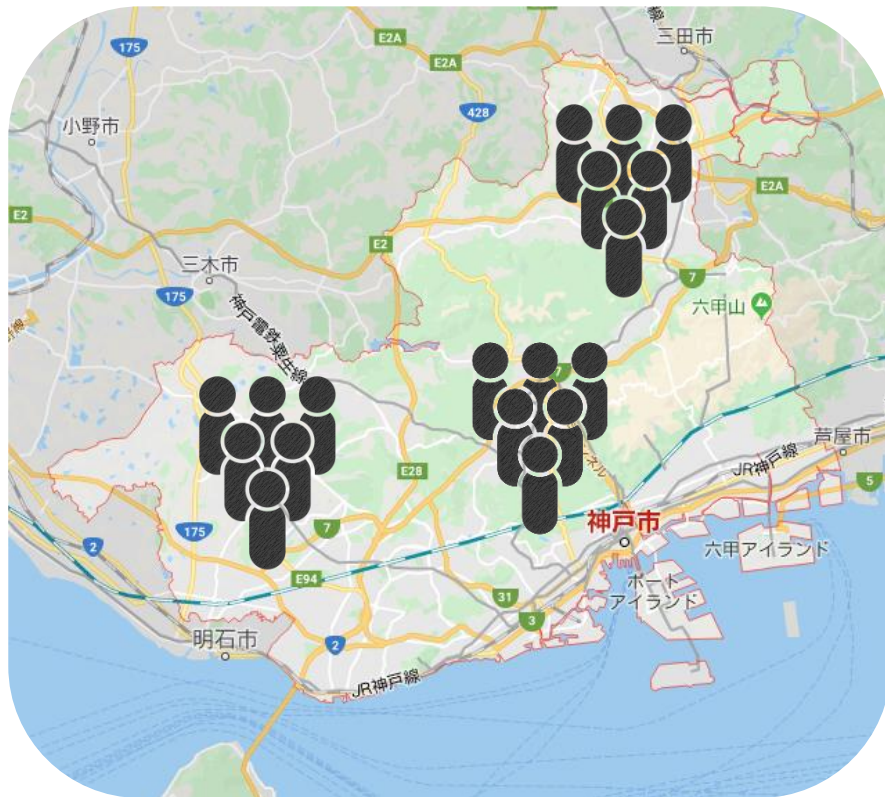 175
E2A
三田市
E2A
428
小野市
E2A
E2
E2
三木市
7
175
六甲山
神戸電鉄粟生線
7
芦屋市
JR神戸線
E28
ンネル
5
175
7
神戸市
2
六甲アイランド
E94
ポート
アイランド
31
3
明石市
2
JR神戸線